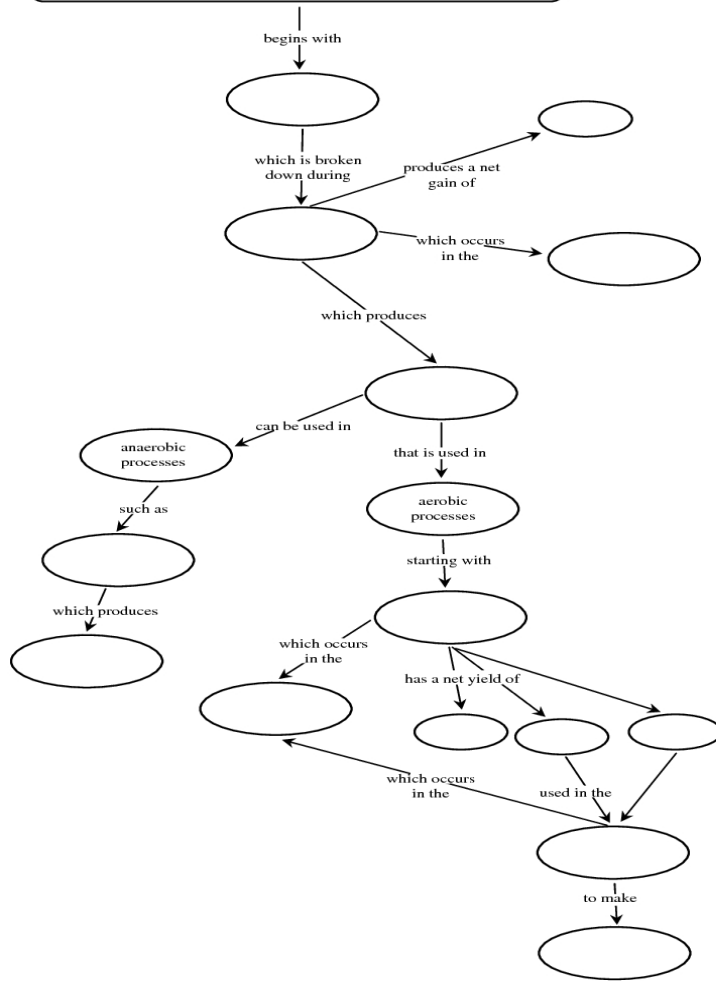 begins with
which is broken
down during
produces a net
gain of
which occurs
in the
which produces
can be used in
anaerobic
processes
that is used in
such as
aerobic
processes
starting with
which produces
which occurs
in the
has a net yield of
which occurs
in the
used in the
to make